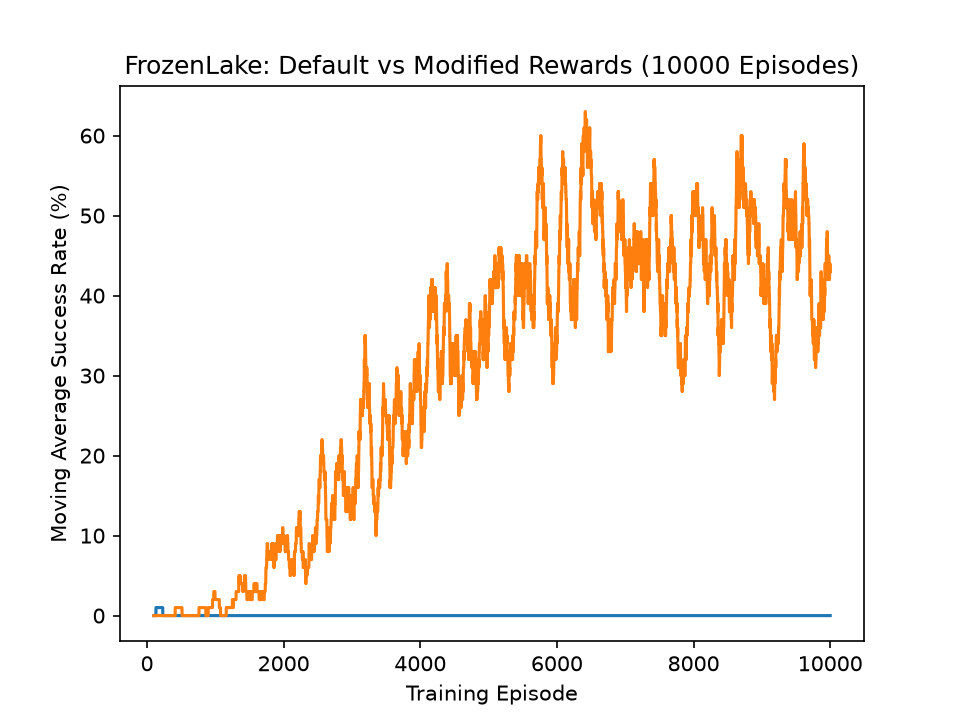 FrozenLake: Default vs Modified Rewards (10000 Episodes)
Moving Average Success Rate (%)
60
50
40
30
20
10
0
0 2000 4000 6000 8000 10000
Training Episode